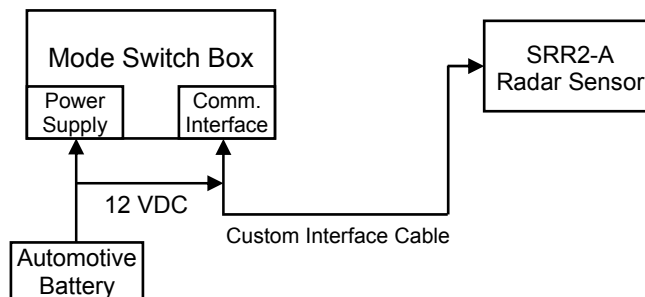 Mode Switch Box
Power
Supply
Comm.
Interface
SRR2-A
Radar Sensor
12 VDC
Custom Interface Cable
Automotive
Battery